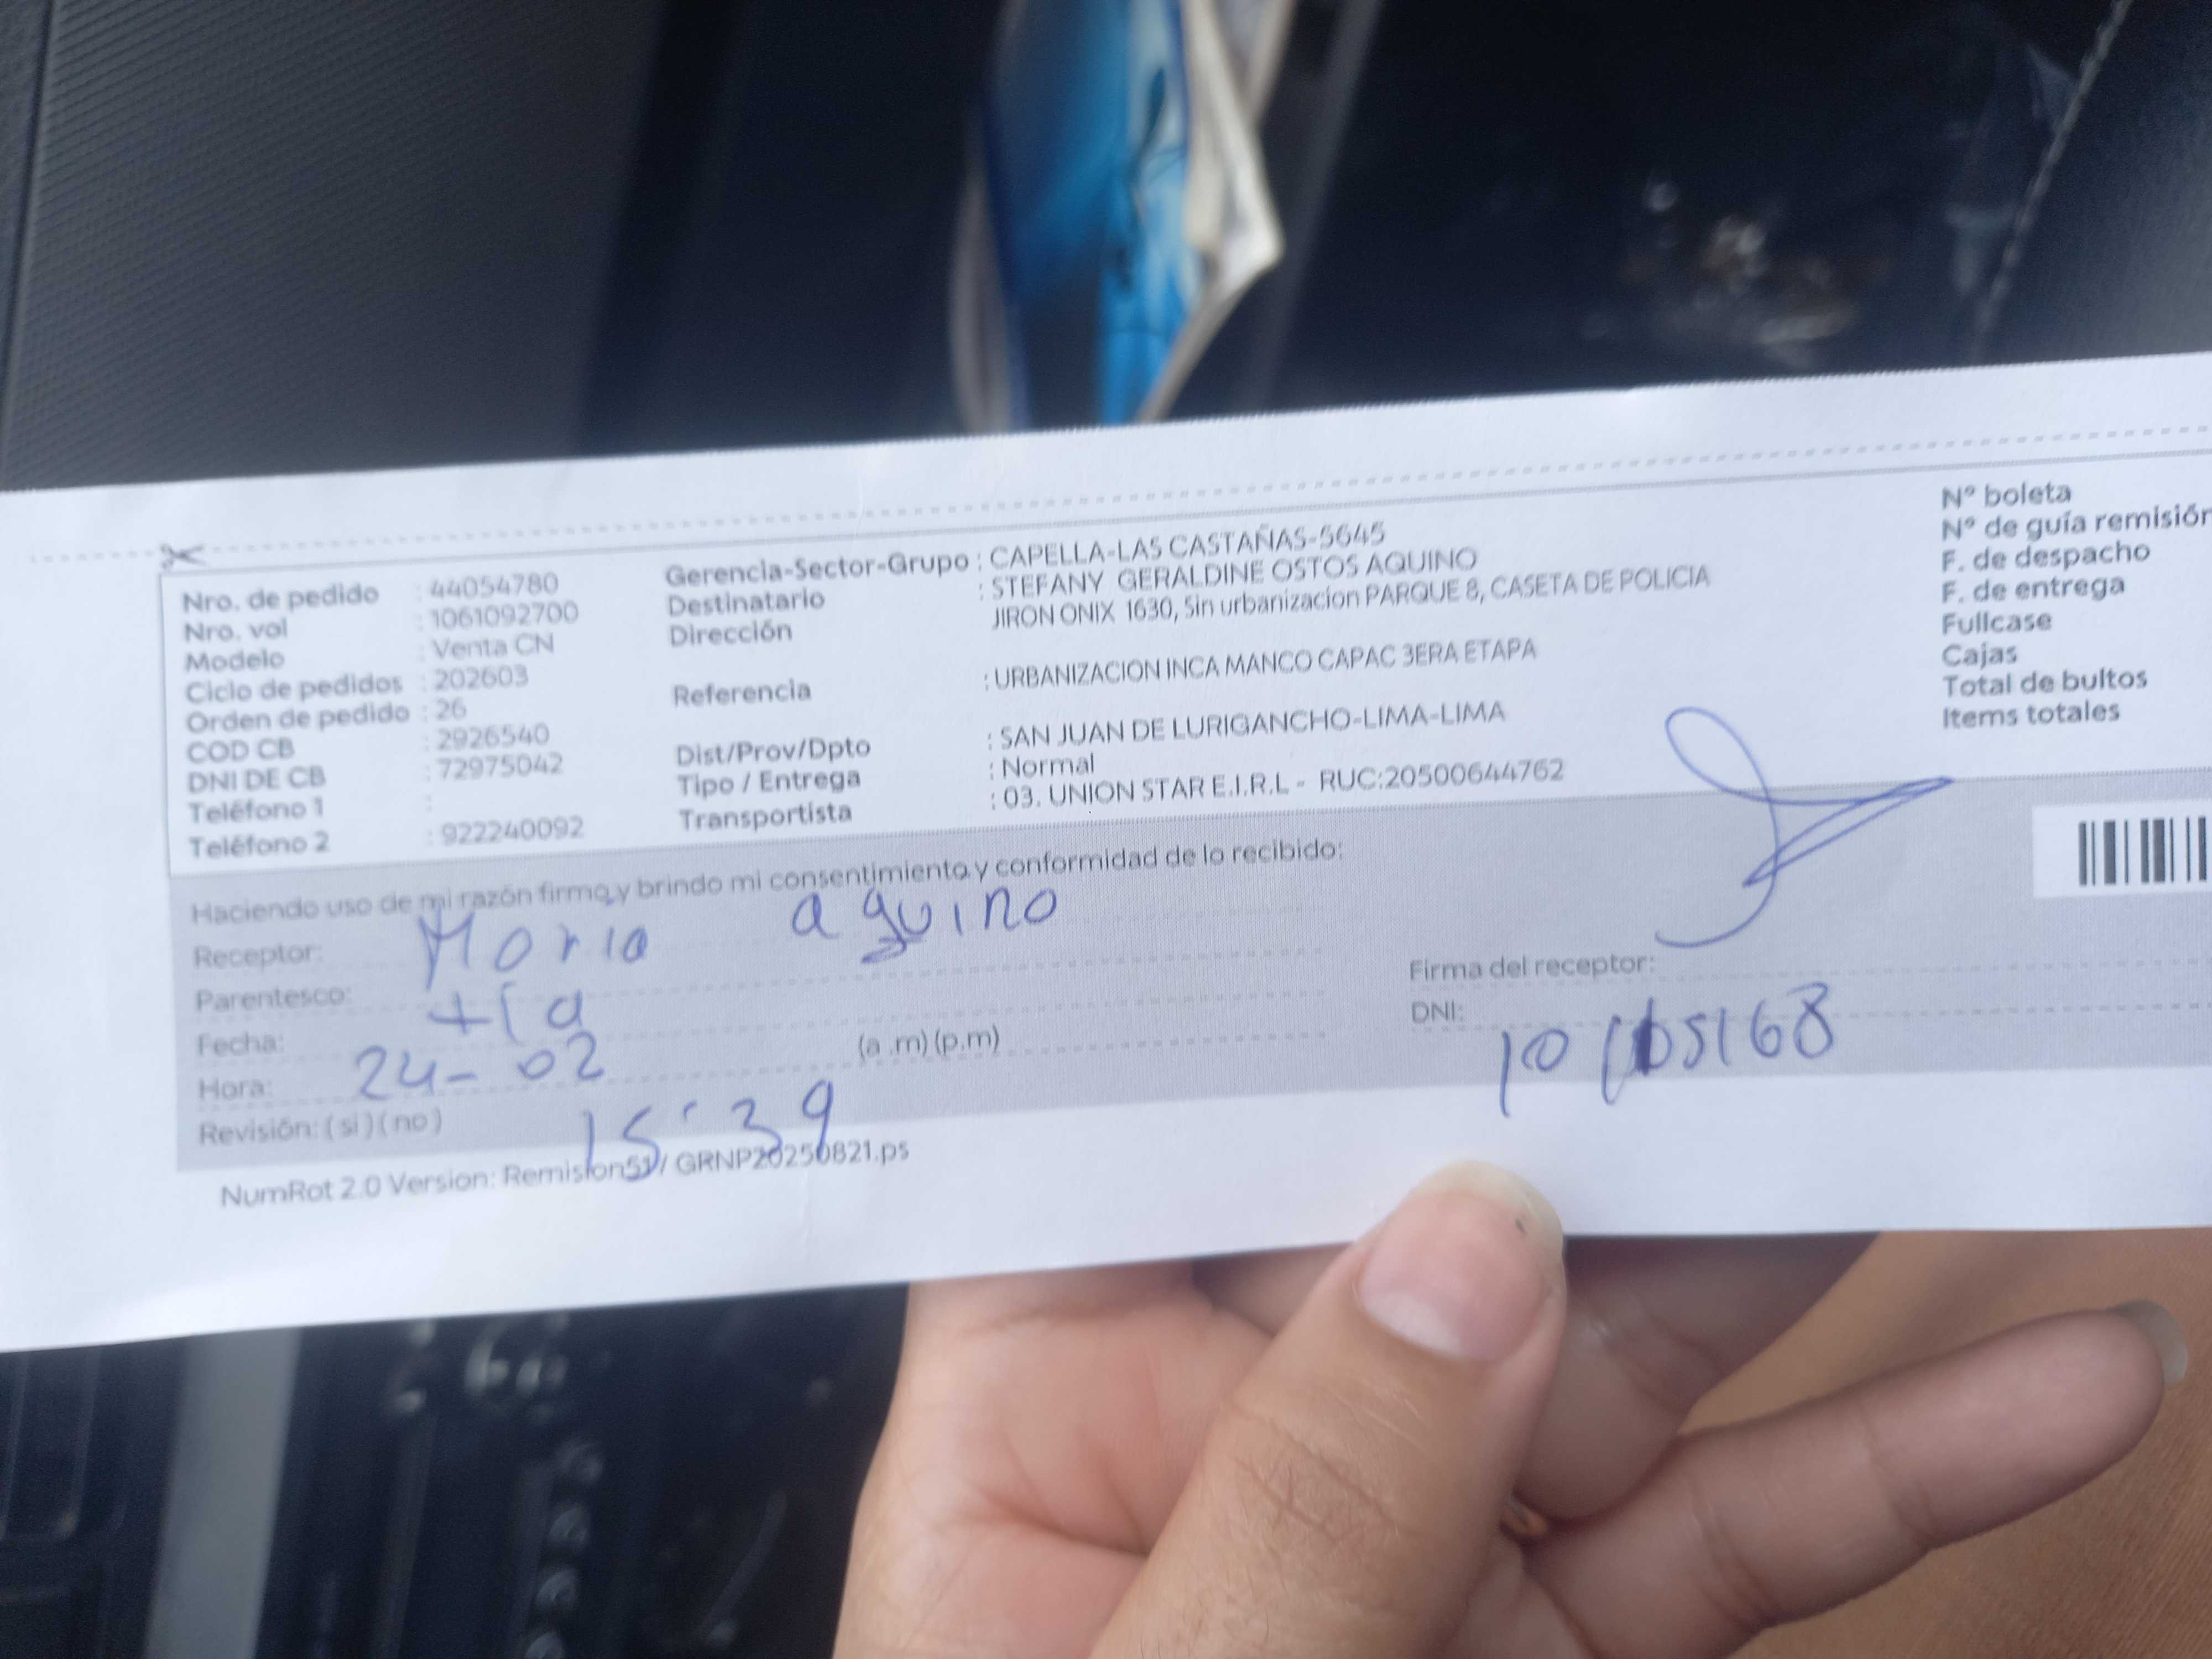 Nro. de pedido : 44054780
Nro. vol : 1061092700
Modelo : Venta CN
Ciclo de pedidos : 202603
Orden de pedido : 26
COD CB : 2926540
DNI DE CB : 72975042
Teléfono 1 :
Teléfono 2 : 922240092
Gerencia-Sector-Grupo : CAPELLA-LAS CASTAÑAS-5645
Destinatario : STEFANY GERALDINE OSTOS AQUINO
Dirección JIRON ONIX 1630, Sin urbanizacion PARQUE 8, CASETA DE POLICIA
Referencia : URBANIZACION INCA MANCO CAPAC 3ERA ETAPA
Dist/Prov/Dpto : SAN JUAN DE LURIGANCHO-LIMA-LIMA
Tipo / Entrega : Normal
Transportista : 03. UNION STAR E.I.R.L - RUC:20500644762
Nº boleta
Nº de guía remisión
F. de despacho
F. de entrega
Fullcase
Cajas
Total de bultos
Items totales
Haciendo uso de mi razón firmo,y brindo mi consentimiento y conformidad de lo recibido:
Receptor: Maria aquino
Parentesco: tia
Fecha: 24-02
Hora: 15:39 (a .m) (p.m)
Revisión: ( si ) ( no )
Firma del receptor:
DNI:
NumRot 2.0 Version: Remision51 / GRNP20250821.ps